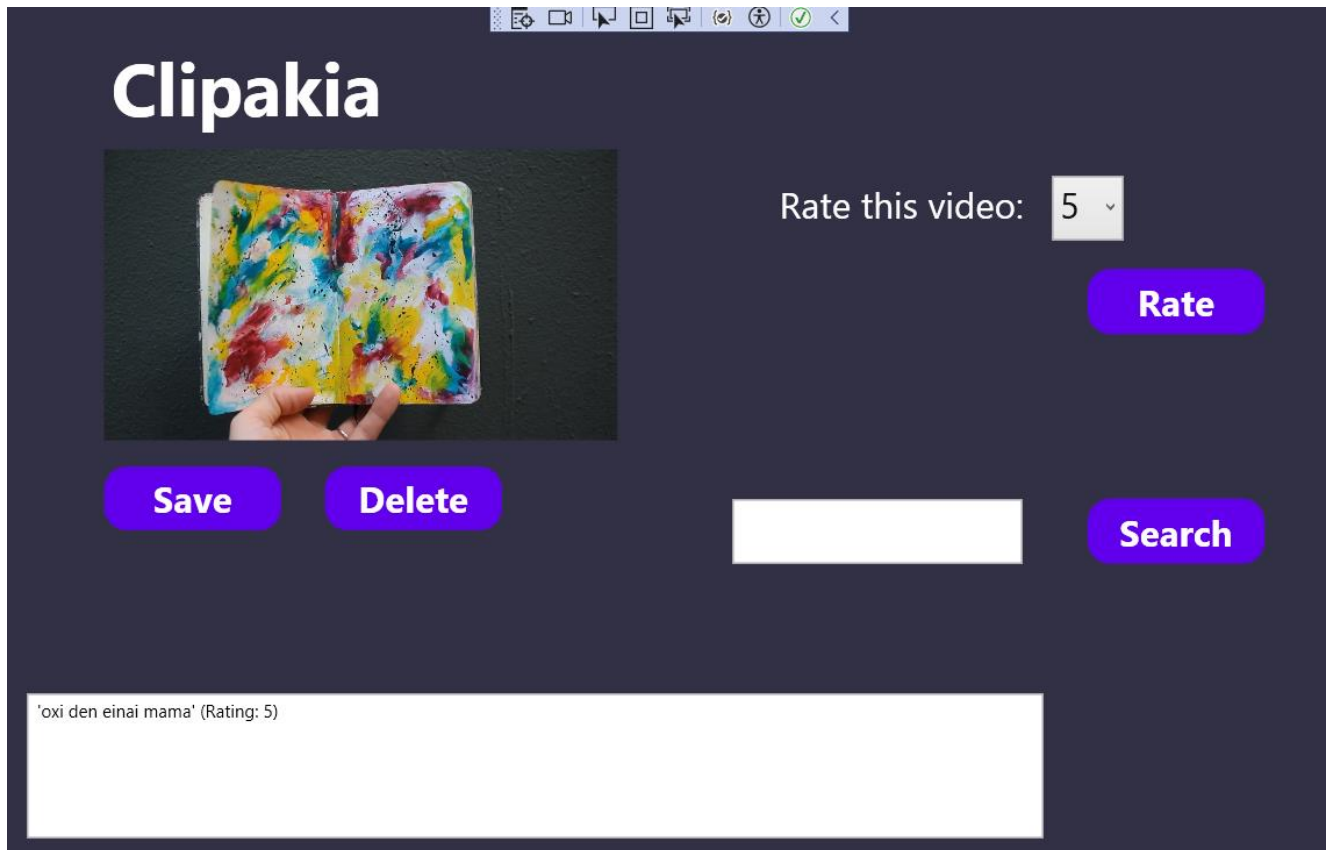 Clipakia
Rate this video: 5
Rate
Save
Delete
Search
'oxi den einai mama' (Rating: 5)